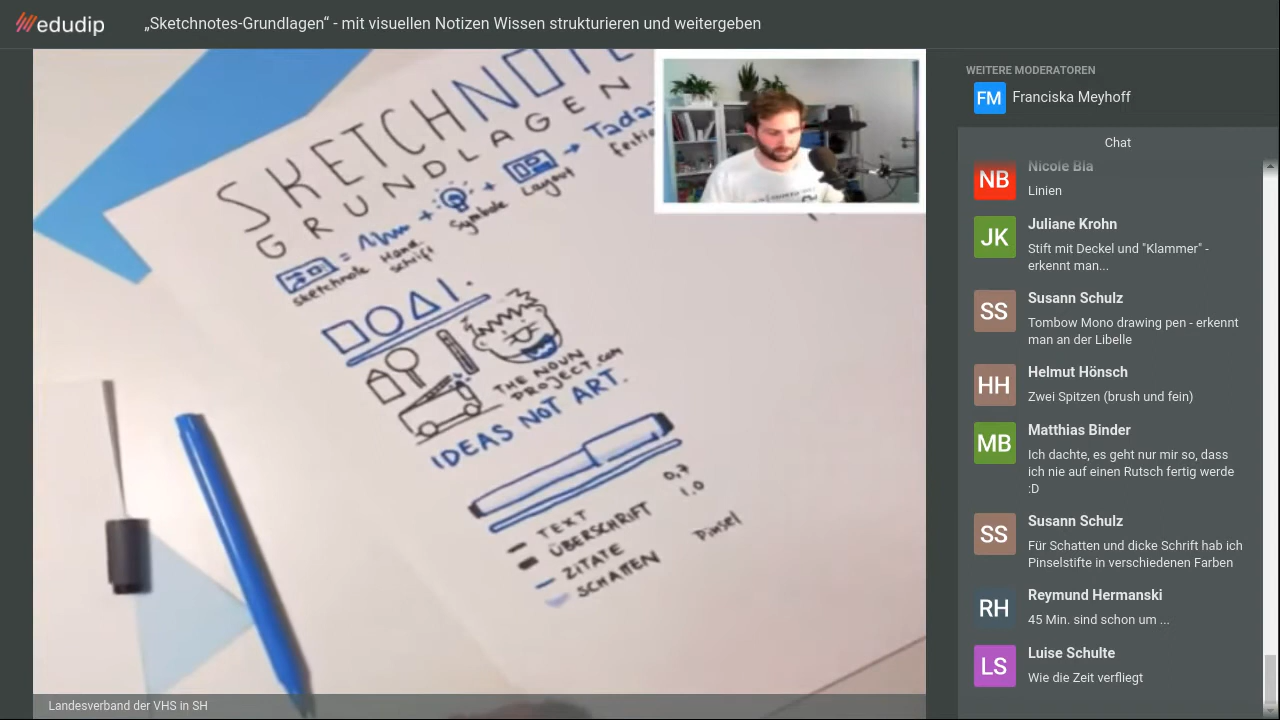 edudip
„Sketchnotes-Grundlagen“ - mit visuellen Notizen Wissen strukturieren und weitergeben
SKETCHNOTE
GRUNDLAGEN
= + + → Tada
sketchnote Hand schrift Symbole Layout
THE NOUN
PROJECT.com
IDEAS NOT ART.
- TEXT 0,7
- ÜBERSCHRIFT 1,0
- ZITATE
SCHATTEN Pinsel
Landesverband der VHS in SH
WEITERE MODERATOREN
FM Franciska Meyhoff
Chat
Nicole Bla
NB Linien
Juliane Krohn
JK Stift mit Deckel und "Klammer" -
erkennt man...
Susann Schulz
SS Tombow Mono drawing pen - erkennt
man an der Libelle
Helmut Hönsch
HH Zwei Spitzen (brush und fein)
Matthias Binder
MB Ich dachte, es geht nur mir so, dass
ich nie auf einen Rutsch fertig werde
:D
Susann Schulz
SS Für Schatten und dicke Schrift hab ich
Pinselstifte in verschiedenen Farben
Reymund Hermanski
RH 45 Min. sind schon um ...
Luise Schulte
LS Wie die Zeit verfliegt